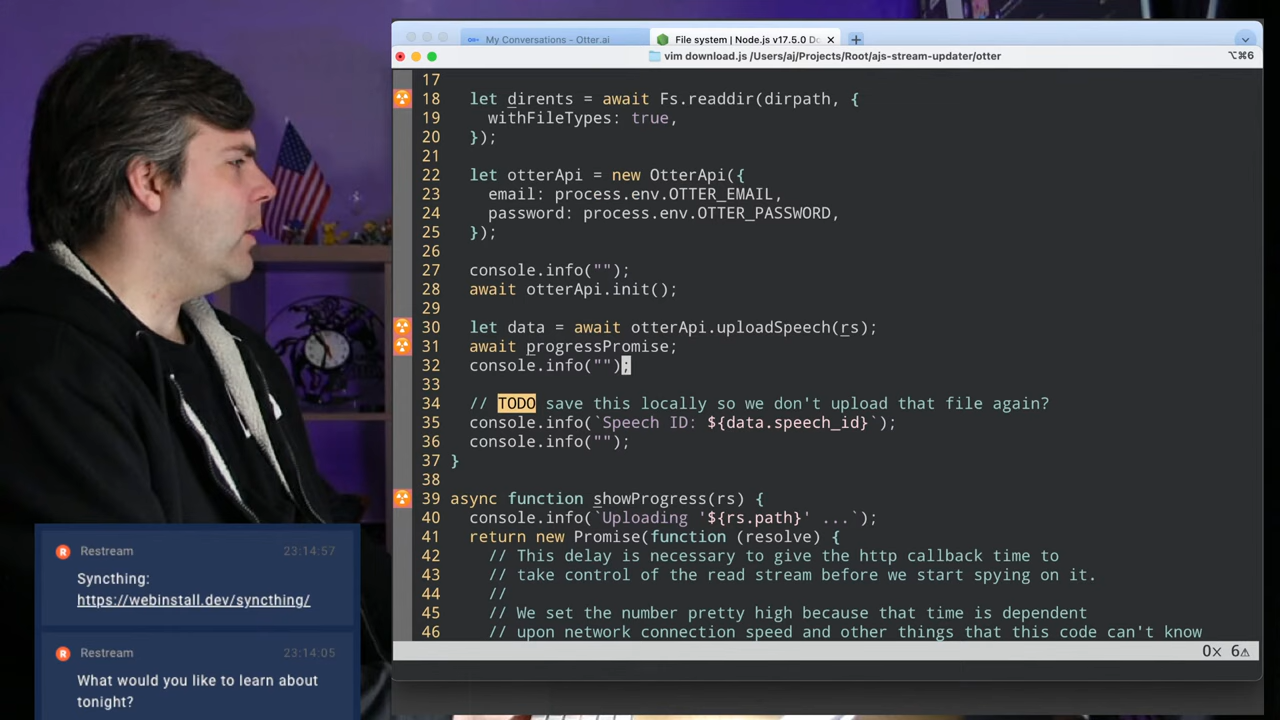 My Conversations - Otter.ai
File system | Node.js v17.5.0 Do
vim download.js /Users/aj/Projects/Root/ajs-stream-updater/otter
⌥⌘6
17
18 let dirents = await Fs.readdir(dirpath, {
19 withFileTypes: true,
20 });
21
22 let otterApi = new OtterApi({
23 email: process.env.OTTER_EMAIL,
24 password: process.env.OTTER_PASSWORD,
25 });
26
27 console.info("");
28 await otterApi.init();
29
30 let data = await otterApi.uploadSpeech(rs);
31 await progressPromise;
32 console.info("");
33
34 // TODO save this locally so we don't upload that file again?
35 console.info(`Speech ID: ${data.speech_id}`);
36 console.info("");
37 }
38
39 async function showProgress(rs) {
40 console.info(`Uploading '${rs.path}' ...`);
41 return new Promise(function (resolve) {
42 // This delay is necessary to give the http callback time to
43 // take control of the read stream before we start spying on it.
44 //
45 // We set the number pretty high because that time is dependent
46 // upon network connection speed and other things that this code can't know
0× 6⚠
Restream 23:14:57
Syncthing:
https://webinstall.dev/syncthing/
Restream 23:14:05
What would you like to learn about
tonight?